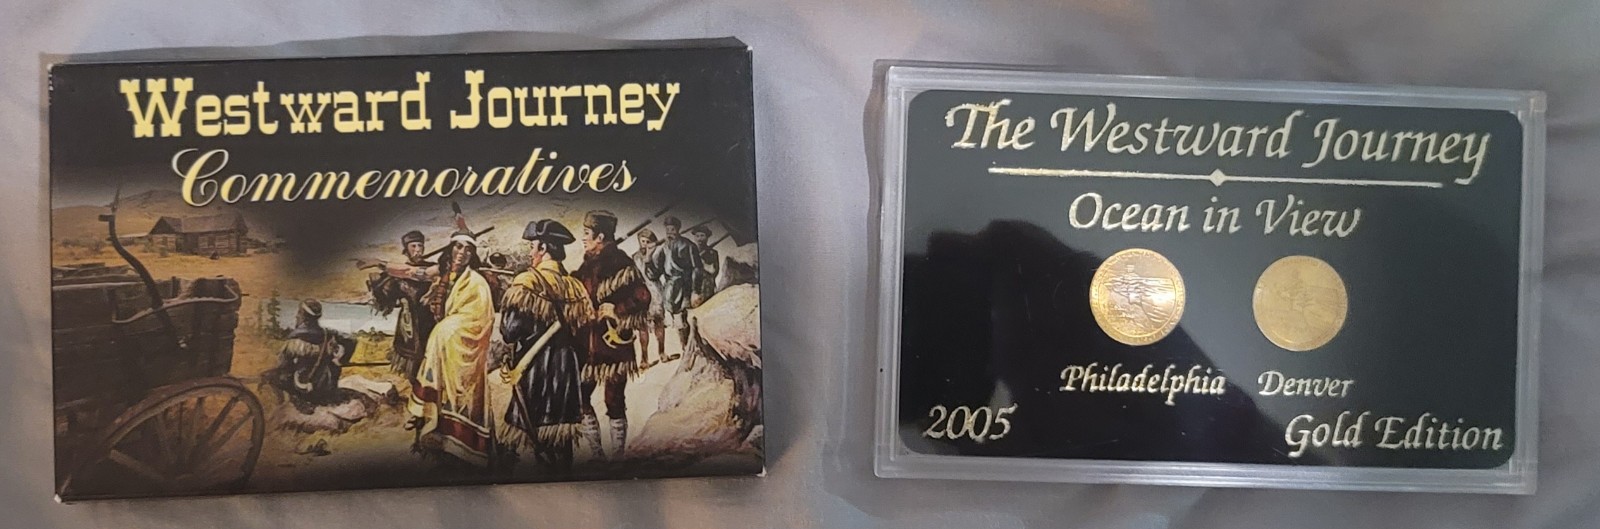 Westward Journey
Commemoratives
The Westward Journey
Ocean in View
Philadelphia
Denver
2005
Gold Edition